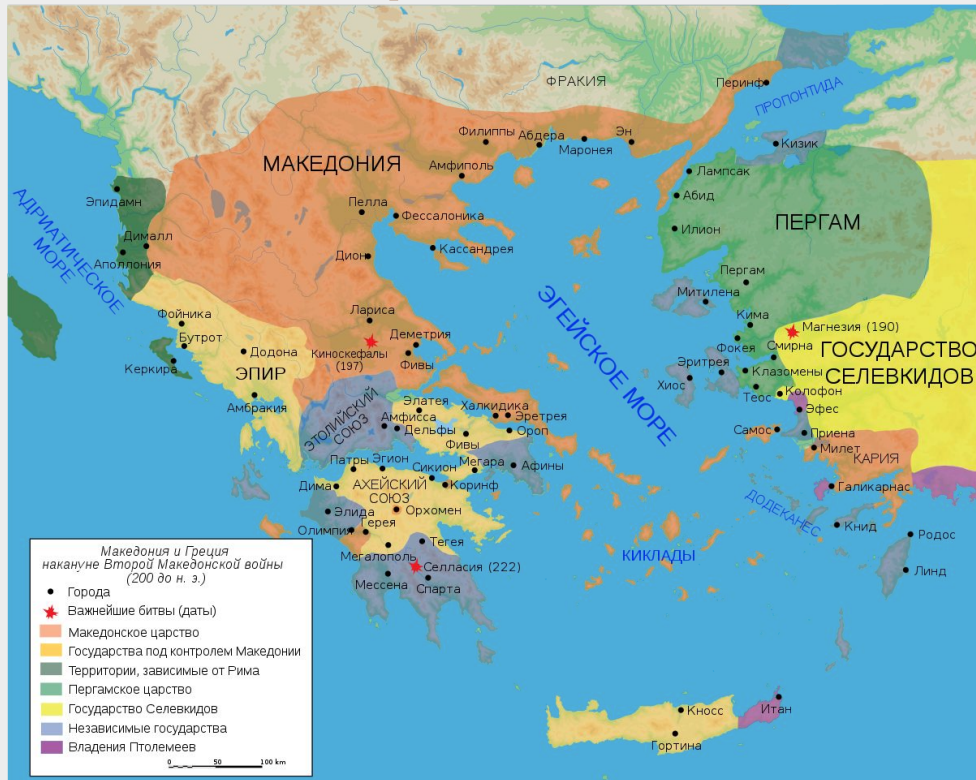 ФРАКИЯ
Перинф
ПРОПОНТИДА
Филиппы
Абдера
Эн
Маронея
Кизик
МАКЕДОНИЯ
Амфиполь
Лампсак
Абид
Эпидамн
АДРИАТИЧЕСКОЕ
МОРЕ
Пелла
Фессалоника
ПЕРГАМ
Илион
Дималл
Аполлония
Дион
Кассандрея
Пергам
Митилена
ЭГЕЙСКОЕ МОРЕ
Фойника
Бутрот
Лариса
Деметрия
Киноскефалы
(197)
Фивы
Кима
Магнезия (190)
Фокея
Смирна
ГОСУДАРСТВО
СЕЛЕВКИДОВ
Керкира
Додона
ЭПИР
Амбракия
Хиос
Эритрея
Клазомены
Теос
Колофон
Эфес
ЭТОЛИЙСКИЙ
СОЮЗ
Элатея
Амфисса
Дельфы
Фивы
Халкидика
Эретрея
Ороп
Самос
Приена
Милет
КАРИЯ
Патры
Эгион
Сикион
Мегара
Афины
Дима
АХЕЙСКИЙ
СОЮЗ
Коринф
Галикарнас
Элида
Орхомен
ДОДЕКАНЕС
Книд
Олимпия
Герея
Тегея
Родос
Мегалополь
КИКЛАДЫ
Селласия (222)
Линд
Мессена
Спарта
Кносс
Итан
Гортина
Македония и Греция
накануне Второй Македонской войны
(200 до н. э.)
Города
Важнейшие битвы (даты)
Македонское царство
Государства под контролем Македонии
Территории, зависимые от Рима
Пергамское царство
Государство Селевкидов
Независимые государства
Владения Птолемеев
0 50 100 km